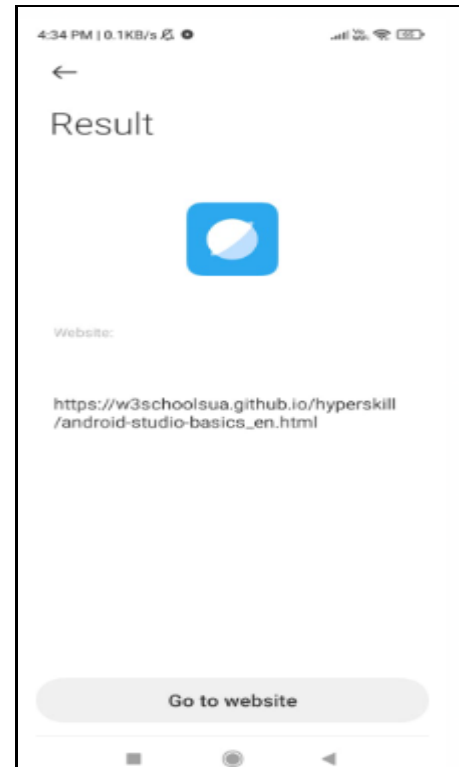 4:34 PM | 0.1KB/s
Result
Website:
https://w3schoolsua.github.io/hyperskill
/android-studio-basics_en.html
Go to website